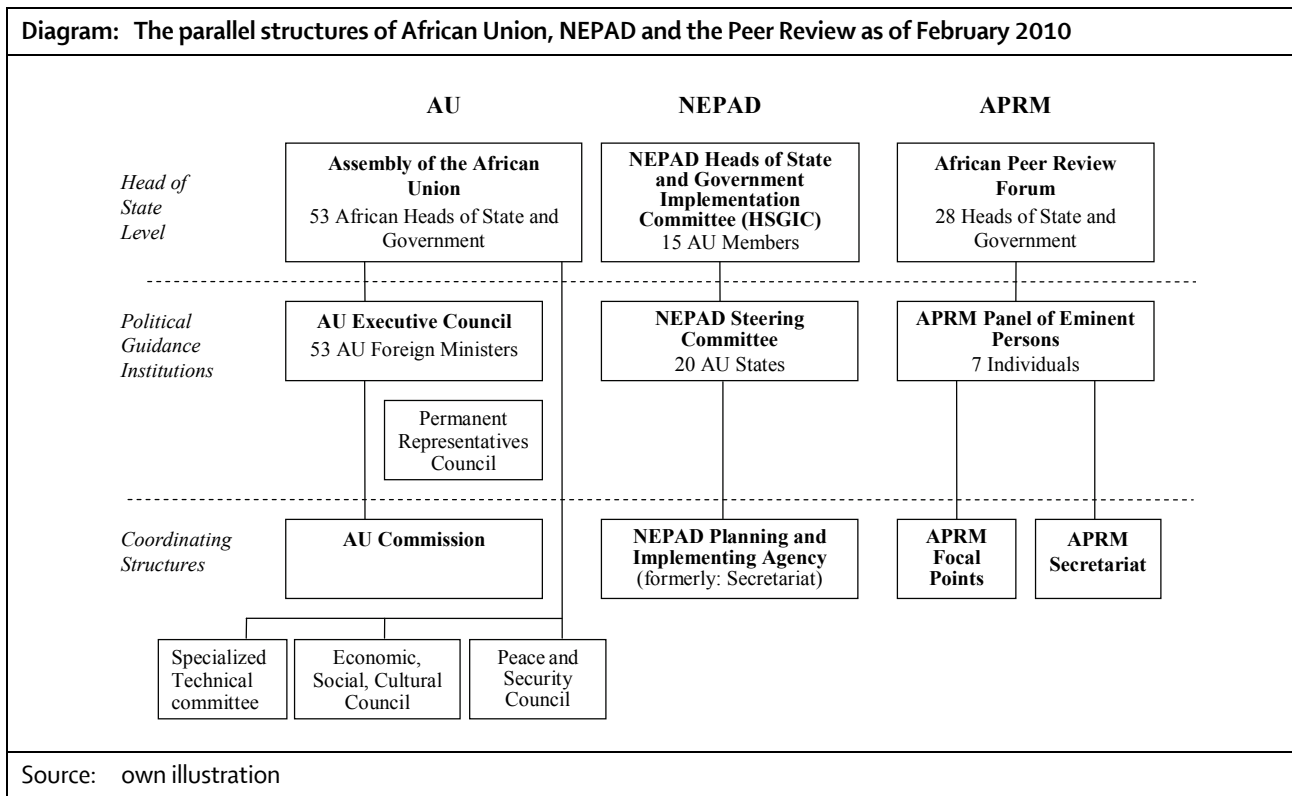 Diagram: The parallel structures of African Union, NEPAD and the Peer Review as of February 2010
AU
NEPAD
APRM
Head of
State
Level
Assembly of the African
Union
53 African Heads of State and
Government
NEPAD Heads of State
and Government
Implementation
Committee (HSGIC)
15 AU Members
African Peer Review
Forum
28 Heads of State and
Government
Political
Guidance
Institutions
AU Executive Council
53 AU Foreign Ministers
NEPAD Steering
Committee
20 AU States
APRM Panel of Eminent
Persons
7 Individuals
Permanent
Representatives
Council
Coordinating
Structures
AU Commission
NEPAD Planning and
Implementing Agency
(formerly: Secretariat)
APRM
Focal
Points
APRM
Secretariat
Specialized
Technical
committee
Economic,
Social, Cultural
Council
Peace and
Security
Council
Source: own illustration